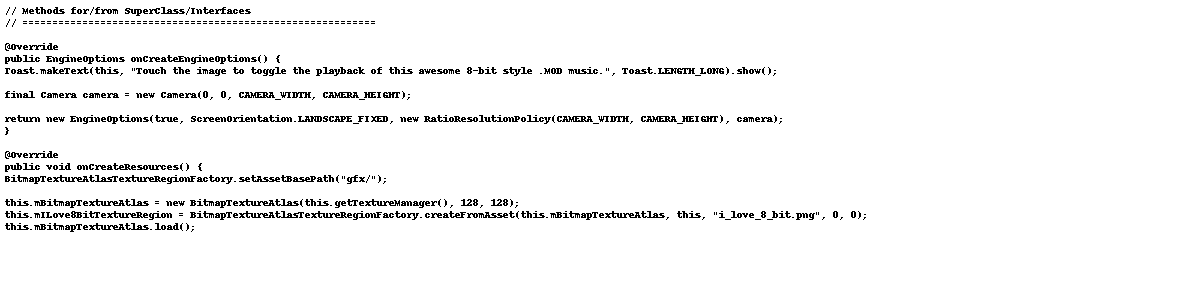 // Methods for/from SuperClass/Interfaces
// ===========================================================
@Override
public EngineOptions onCreateEngineOptions() {
Toast.makeText(this, "Touch the image to toggle the playback of this awesome 8-bit style .MOD music.", Toast.LENGTH_LONG).show();
final Camera camera = new Camera(0, 0, CAMERA_WIDTH, CAMERA_HEIGHT);
return new EngineOptions(true, ScreenOrientation.LANDSCAPE_FIXED, new RatioResolutionPolicy(CAMERA_WIDTH, CAMERA_HEIGHT), camera);
}
@Override
public void onCreateResources() {
BitmapTextureAtlasTextureRegionFactory.setAssetBasePath("gfx/");
this.mBitmapTextureAtlas = new BitmapTextureAtlas(this.getTextureManager(), 128, 128);
this.mILove8BitTextureRegion = BitmapTextureAtlasTextureRegionFactory.createFromAsset(this.mBitmapTextureAtlas, this, "i_love_8_bit.png", 0, 0);
this.mBitmapTextureAtlas.load();